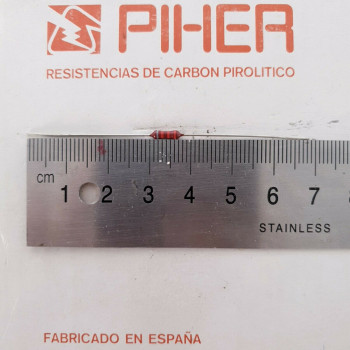 PIHER
RESISTENCIAS DE CARBON PIROLITICO
cm 1 2 3 4 5 6 7
STAINLESS
FABRICADO EN ESPAÑA